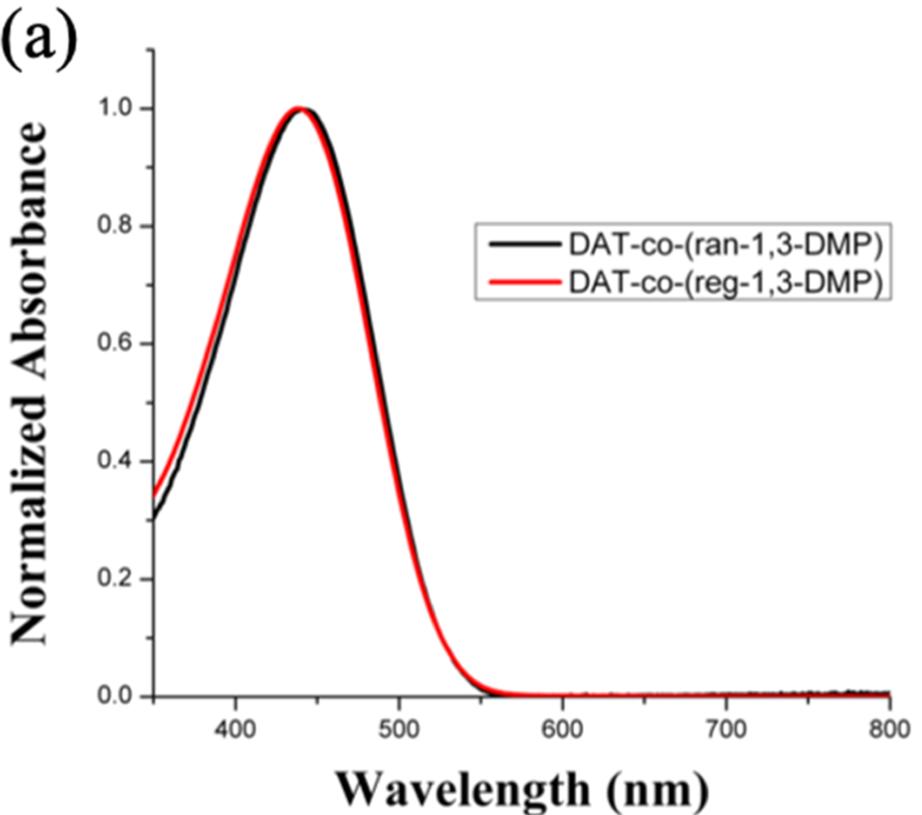 (a)
Normalized Absorbance
1.0
0.8
0.6
0.4
0.2
0.0
DAT-co-(ran-1,3-DMP)
DAT-co-(reg-1,3-DMP)
400 500 600 700 800
Wavelength (nm)